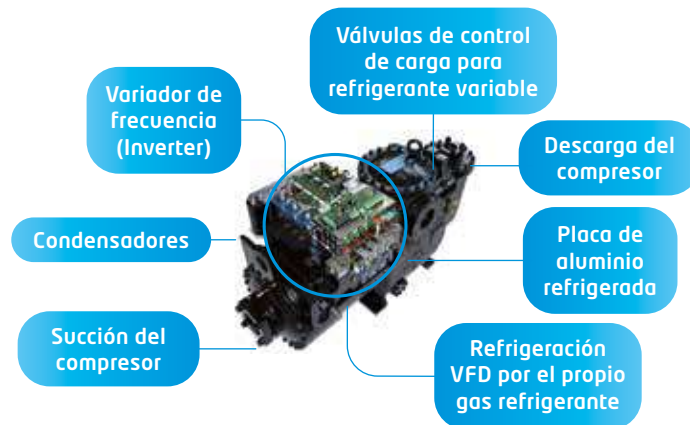 Válvulas de control
de carga para
refrigerante variable
Variador de
frecuencia
(Inverter)
Descarga del
compresor
Condensadores
Placa de
aluminio
refrigerada
Succión del
compresor
Refrigeración
VFD por el propio
gas refrigerante